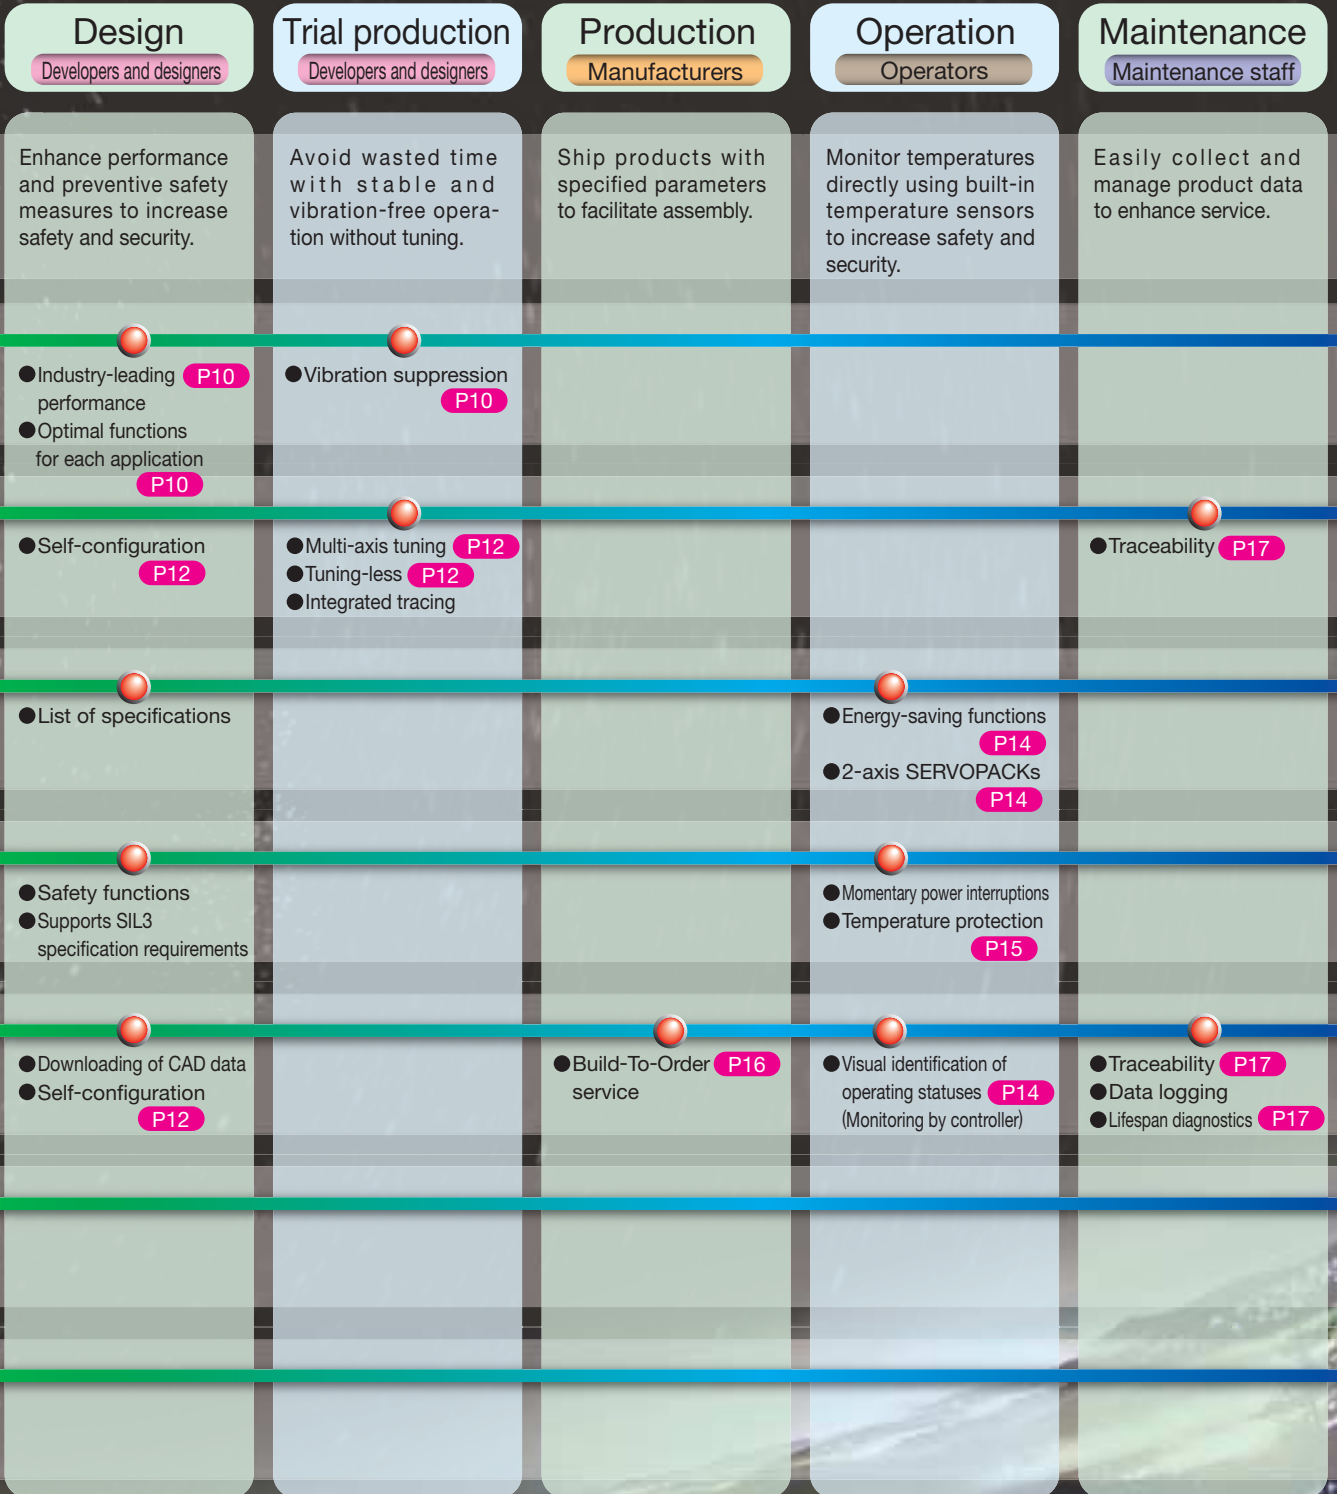 Design
Developers and designers
Enhance performance
and preventive safety
measures to increase
safety and security.
Trial production
Developers and designers
Avoid wasted time
with stable and
vibration-free opera-
tion without tuning.
Production
Manufacturers
Ship products with
specified parameters
to facilitate assembly.
Operation
Operators
Monitor temperatures
directly using built-in
temperature sensors
to increase safety and
security.
Maintenance
Maintenance staff
Easily collect and
manage product data
to enhance service.
●Industry-leading P10
performance
●Optimal functions
for each application
P10
●Vibration suppression
P10
●Self-configuration
P12
●Multi-axis tuning P12
●Tuning-less P12
●Integrated tracing
●Traceability P17
●List of specifications
●Energy-saving functions
P14
●2-axis SERVOPACKs
P14
●Safety functions
●Supports SIL3
specification requirements
●Momentary power interruptions
●Temperature protection
P15
●Downloading of CAD data
●Self-configuration
P12
●Build-To-Order P16
service
●Visual identification of
operating statuses P14
(Monitoring by controller)
●Traceability P17
●Data logging
●Lifespan diagnostics P17